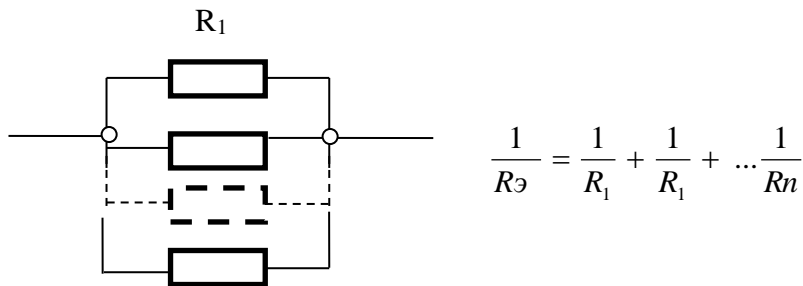 R₁
1/Rэ = 1/R₁ + 1/R₁ + ...1/Rn